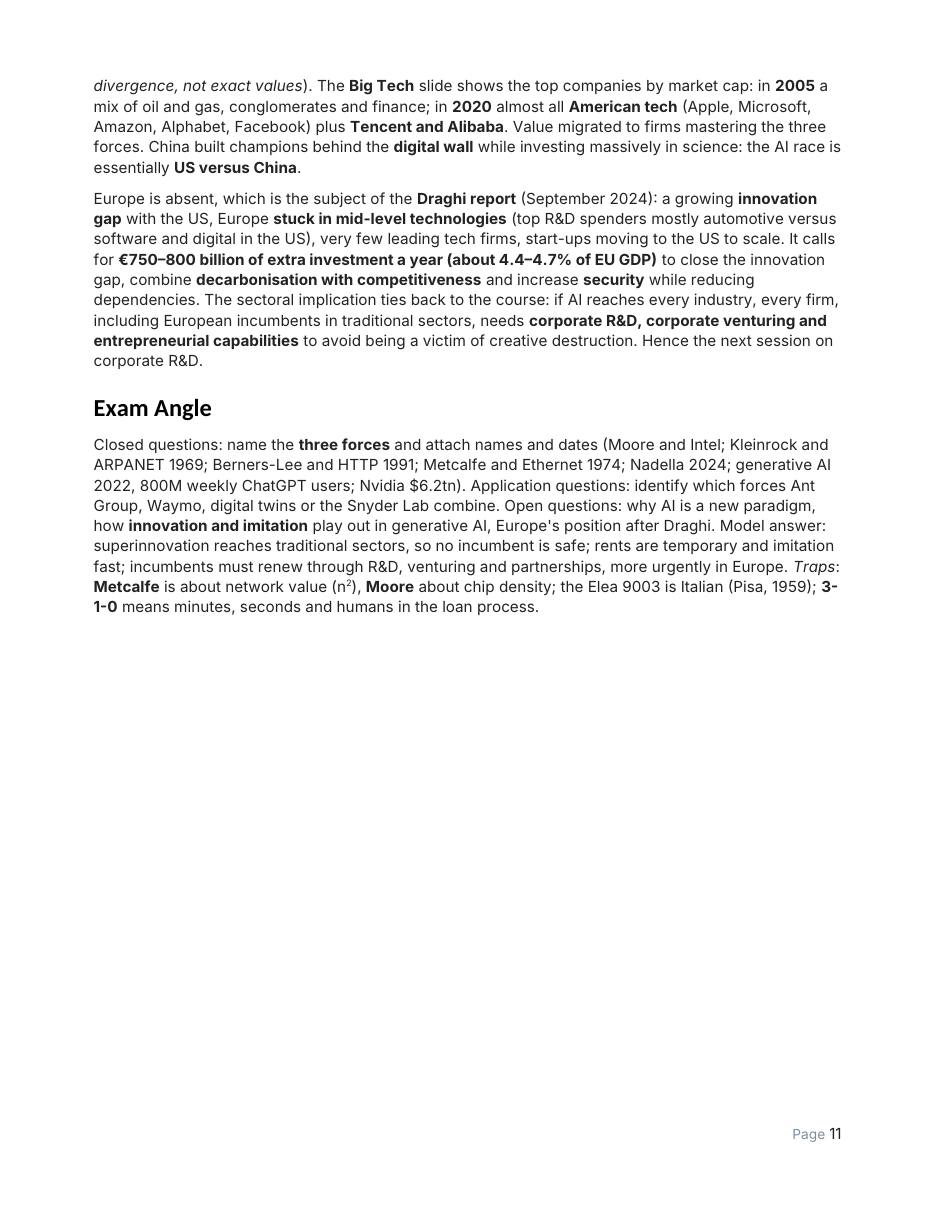 divergence, not exact values). The Big Tech slide shows the top companies by market cap: in 2005 a
mix of oil and gas, conglomerates and finance; in 2020 almost all American tech (Apple, Microsoft,
Amazon, Alphabet, Facebook) plus Tencent and Alibaba. Value migrated to firms mastering the three
forces. China built champions behind the digital wall while investing massively in science: the AI race is
essentially US versus China.
Europe is absent, which is the subject of the Draghi report (September 2024): a growing innovation
gap with the US, Europe stuck in mid-level technologies (top R&D spenders mostly automotive versus
software and digital in the US), very few leading tech firms, start-ups moving to the US to scale. It calls
for €750–800 billion of extra investment a year (about 4.4–4.7% of EU GDP) to close the innovation
gap, combine decarbonisation with competitiveness and increase security while reducing
dependencies. The sectoral implication ties back to the course: if AI reaches every industry, every firm,
including European incumbents in traditional sectors, needs corporate R&D, corporate venturing and
entrepreneurial capabilities to avoid being a victim of creative destruction. Hence the next session on
corporate R&D.
Exam Angle
Closed questions: name the three forces and attach names and dates (Moore and Intel; Kleinrock and
ARPANET 1969; Berners-Lee and HTTP 1991; Metcalfe and Ethernet 1974; Nadella 2024; generative AI
2022, 800M weekly ChatGPT users; Nvidia $6.2tn). Application questions: identify which forces Ant
Group, Waymo, digital twins or the Snyder Lab combine. Open questions: why AI is a new paradigm,
how innovation and imitation play out in generative AI, Europe's position after Draghi. Model answer:
superinnovation reaches traditional sectors, so no incumbent is safe; rents are temporary and imitation
fast; incumbents must renew through R&D, venturing and partnerships, more urgently in Europe. Traps:
Metcalfe is about network value (n²), Moore about chip density; the Elea 9003 is Italian (Pisa, 1959); 3-
1-0 means minutes, seconds and humans in the loan process.
Page 11